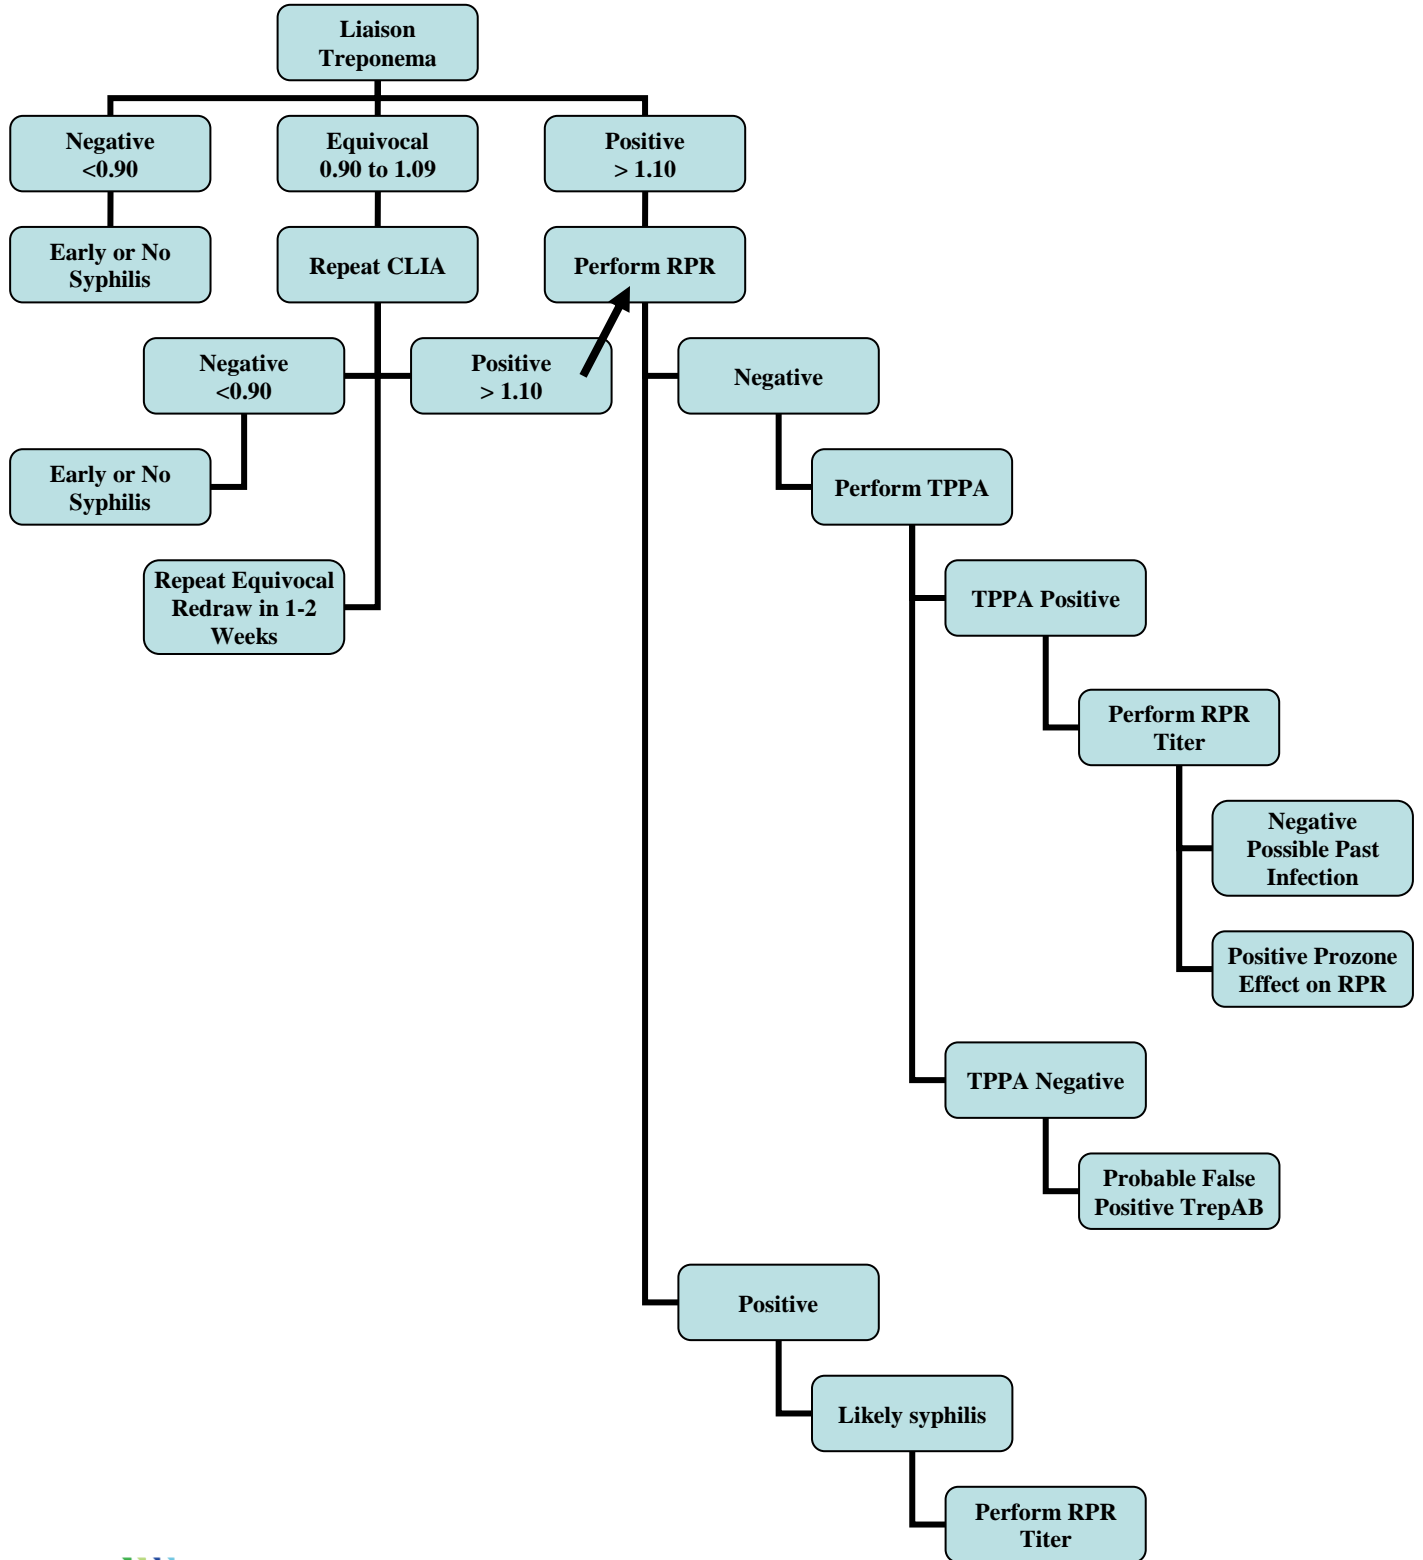 Liaison
Treponema
Negative
<0.90
Equivocal
0.90 to 1.09
Positive
> 1.10
Early or No
Syphilis
Repeat CLIA
Perform RPR
Negative
<0.90
Positive
> 1.10
Negative
Early or No
Syphilis
Perform TPPA
Repeat Equivocal
Redraw in 1-2
Weeks
TPPA Positive
Perform RPR
Titer
Negative
Possible Past
Infection
Positive Prozone
Effect on RPR
TPPA Negative
Probable False
Positive TrepAB
Positive
Likely syphilis
Perform RPR
Titer